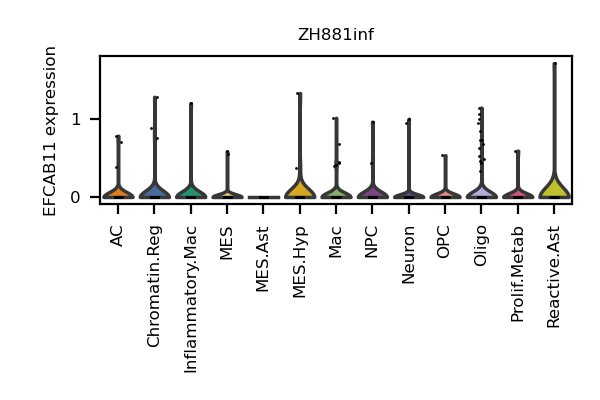 ZH881inf
EFCAB11 expression
1
0
AC
Chromatin.Reg
Inflammatory.Mac
MES
MES.Ast
MES.Hyp
Mac
NPC
Neuron
OPC
Oligo
Prolif.Metab
Reactive.Ast